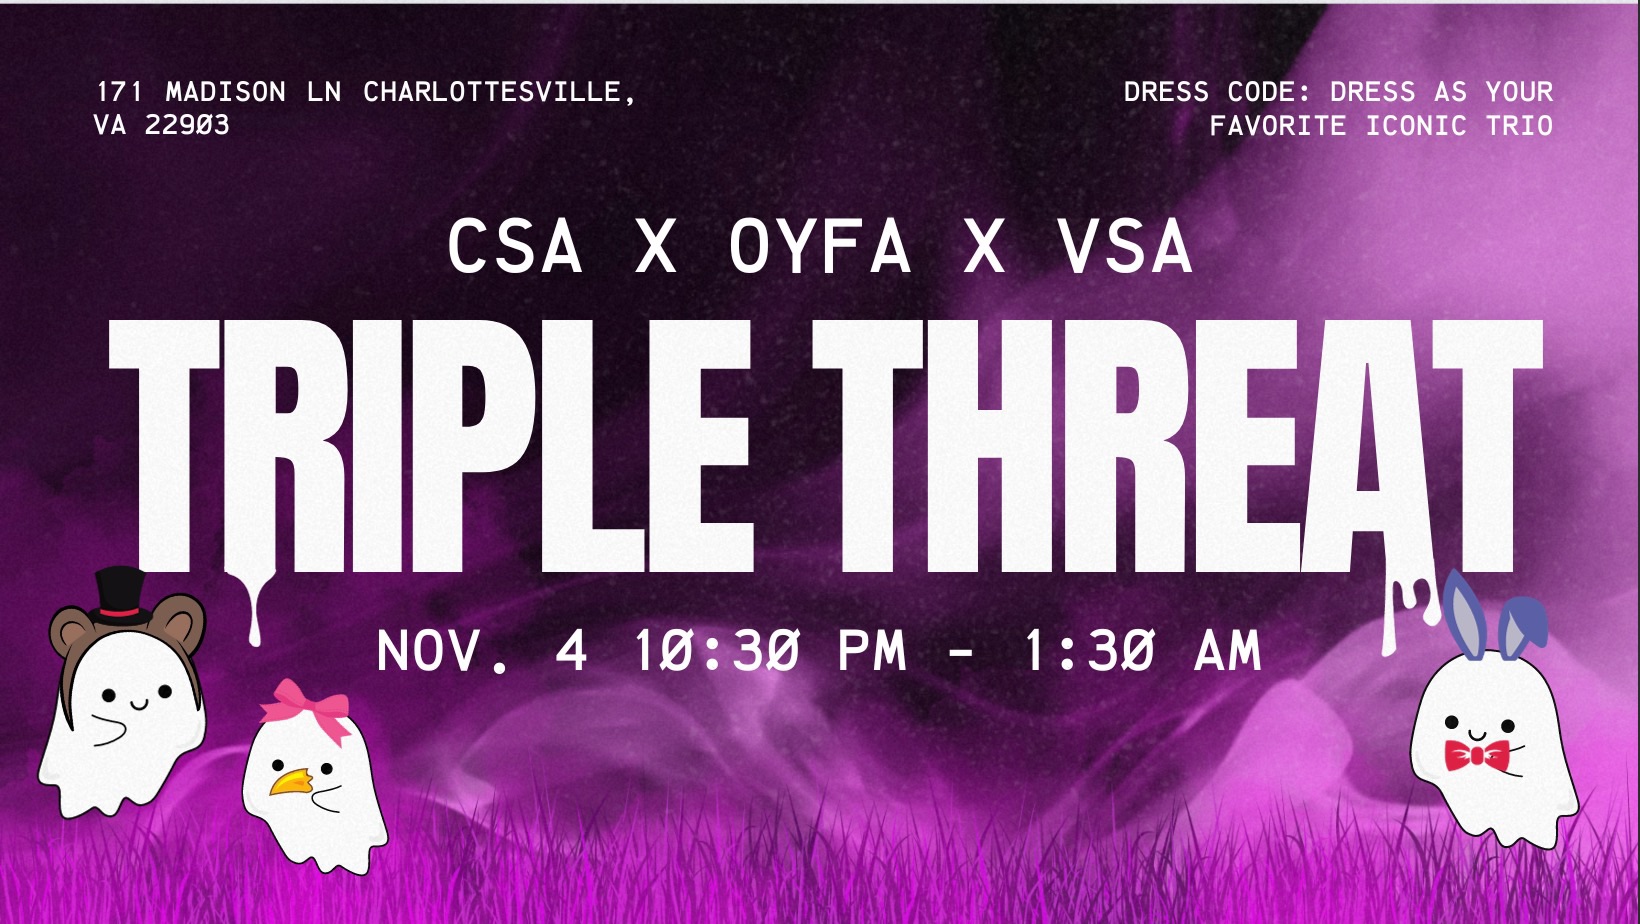 171 MADISON LN CHARLOTTESVILLE,
VA 22903
DRESS CODE: DRESS AS YOUR
FAVORITE ICONIC TRIO
CSA X OYFA X VSA
TRIPLE THREAT
NOV. 4 10:30 PM - 1:30 AM